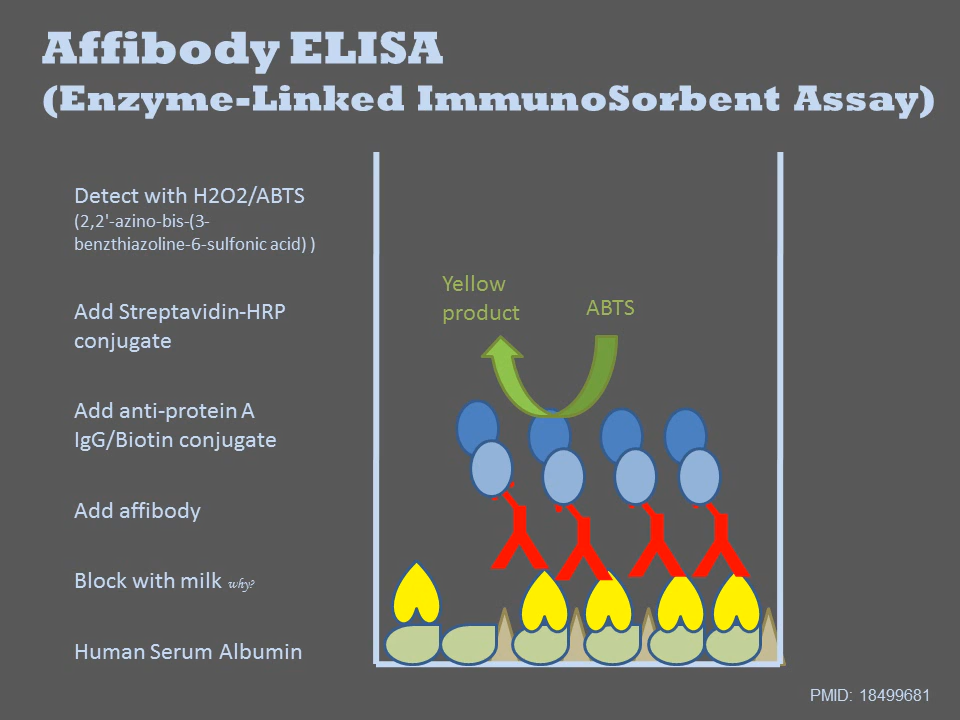 Affibody ELISA
(Enzyme-Linked ImmunoSorbent Assay)
Detect with H2O2/ABTS
(2,2'-azino-bis-(3-
benzthiazoline-6-sulfonic acid) )
Add Streptavidin-HRP
conjugate
Add anti-protein A
IgG/Biotin conjugate
Add affibody
Block with milk why?
Human Serum Albumin
Yellow
product
ABTS
PMID: 18499681